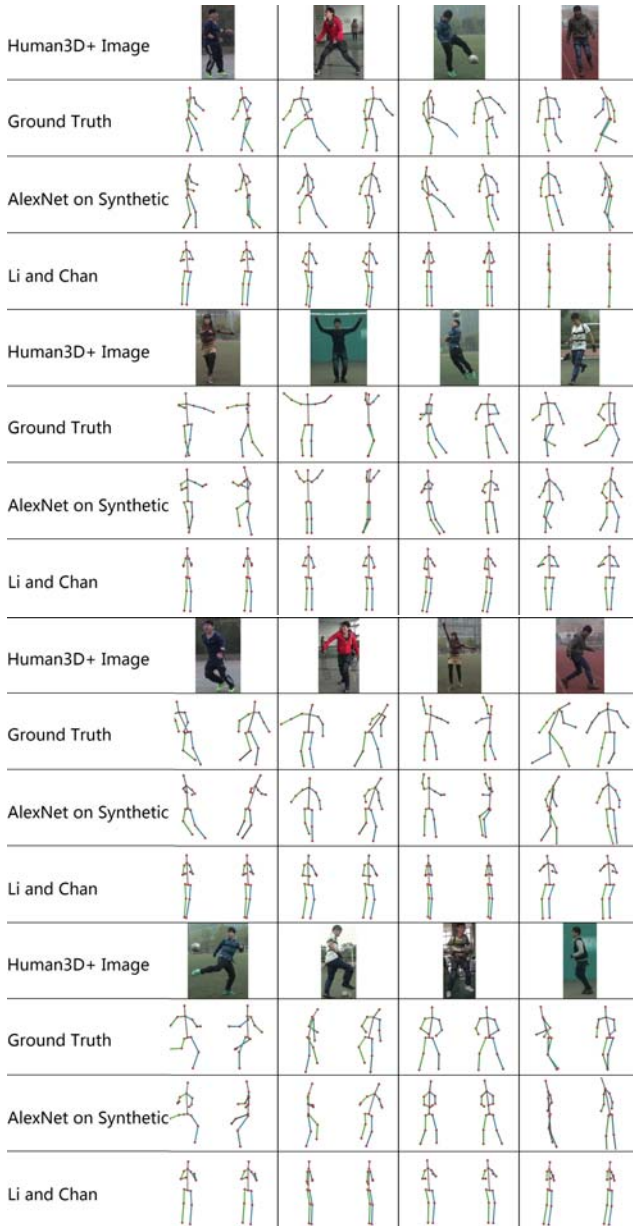 Human3D+ Image
Ground Truth
AlexNet on Synthetic
Li and Chan
Human3D+ Image
Ground Truth
AlexNet on Synthetic
Li and Chan
Human3D+ Image
Ground Truth
AlexNet on Synthetic
Li and Chan
Human3D+ Image
Ground Truth
AlexNet on Synthetic
Li and Chan